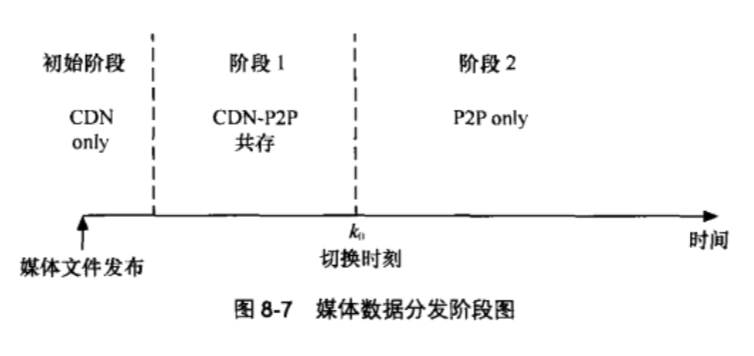 初始阶段
阶段 1
阶段 2
CDN
only
CDN-P2P
共存
P2P only
k₀
切换时刻
时间
媒体文件发布
图 8-7 媒体数据分发阶段图